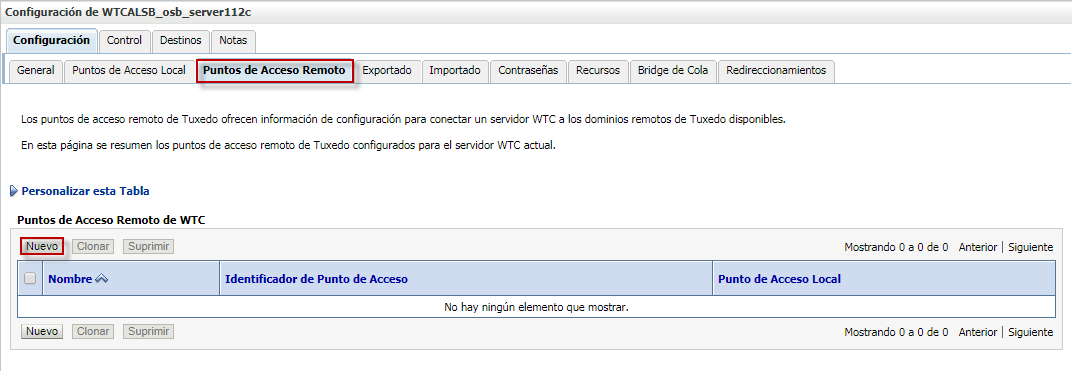 Configuración de WTCALSB_osb_server112c
Configuración Control Destinos Notas
General Puntos de Acceso Local Puntos de Acceso Remoto Exportado Importado Contraseñas Recursos Bridge de Cola Redireccionamientos
Los puntos de acceso remoto de Tuxedo ofrecen información de configuración para conectar un servidor WTC a los dominios remotos de Tuxedo disponibles.
En esta página se resumen los puntos de acceso remoto de Tuxedo configurados para el servidor WTC actual.
Personalizar esta Tabla
Puntos de Acceso Remoto de WTC
Nuevo Clonar Suprimir Mostrando 0 a 0 de 0 Anterior | Siguiente
Nombre Identificador de Punto de Acceso Punto de Acceso Local
No hay ningún elemento que mostrar.
Nuevo Clonar Suprimir Mostrando 0 a 0 de 0 Anterior | Siguiente